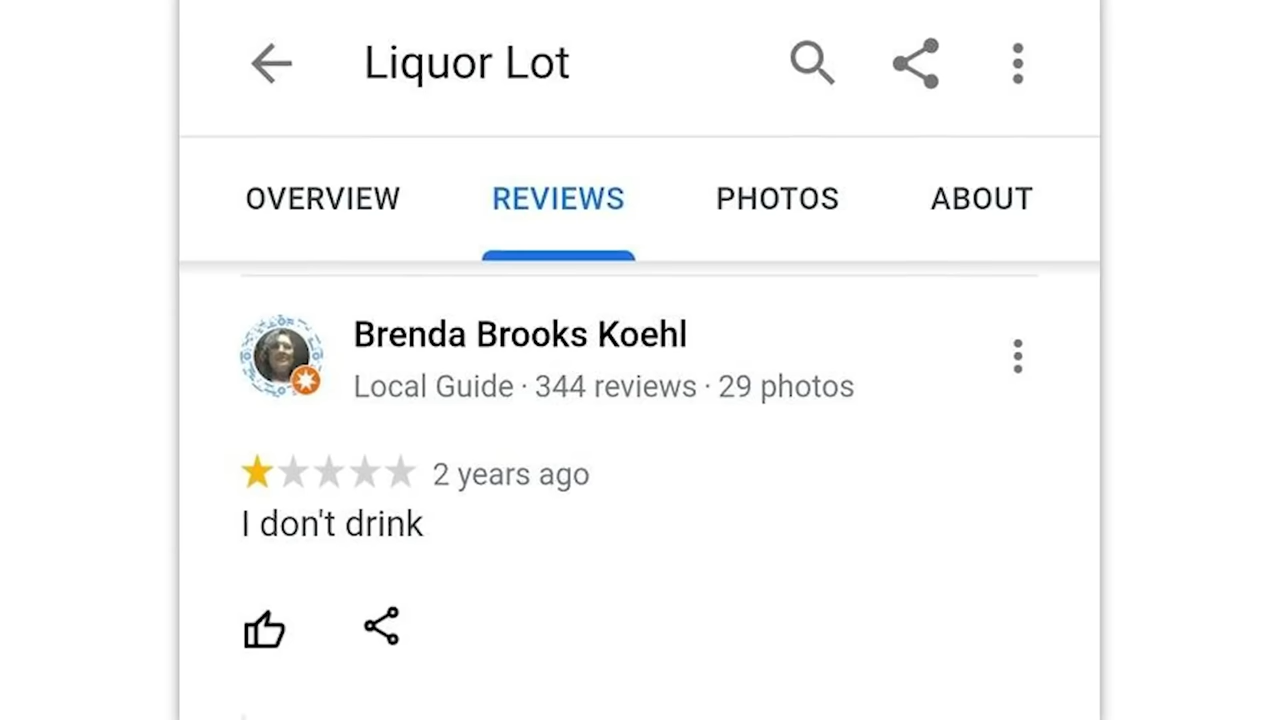 Liquor Lot
OVERVIEW REVIEWS PHOTOS ABOUT
Brenda Brooks Koehl
Local Guide · 344 reviews · 29 photos
2 years ago
I don't drink